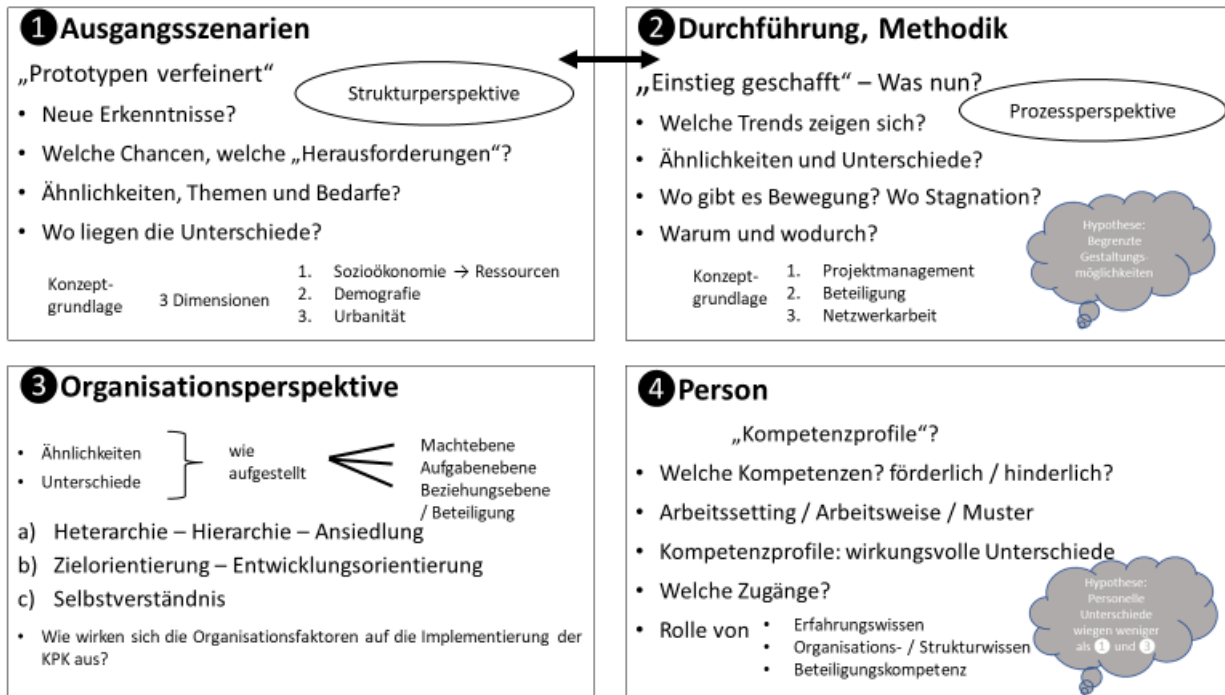 ❶ Ausgangsszenarien
„Prototypen verfeinert“
Strukturperspektive
• Neue Erkenntnisse?
• Welche Chancen, welche „Herausforderungen“?
• Ähnlichkeiten, Themen und Bedarfe?
• Wo liegen die Unterschiede?
Konzept-
grundlage
3 Dimensionen
1. Sozioökonomie → Ressourcen
2. Demografie
3. Urbanität
❷ Durchführung, Methodik
„Einstieg geschafft“ – Was nun?
Prozessperspektive
• Welche Trends zeigen sich?
• Ähnlichkeiten und Unterschiede?
• Wo gibt es Bewegung? Wo Stagnation?
• Warum und wodurch?
Hypothese:
Begrenzte
Gestaltungs-
möglichkeiten
Konzept-
grundlage
1. Projektmanagement
2. Beteiligung
3. Netzwerkarbeit
❸ Organisationsperspektive
• Ähnlichkeiten
• Unterschiede
wie
aufgestellt
Machtebene
Aufgabenebene
Beziehungsebene
/ Beteiligung
a) Heterarchie – Hierarchie – Ansiedlung
b) Zielorientierung – Entwicklungsorientierung
c) Selbstverständnis
• Wie wirken sich die Organisationsfaktoren auf die Implementierung der
KPK aus?
❹ Person
„Kompetenzprofile“?
• Welche Kompetenzen? förderlich / hinderlich?
• Arbeitssetting / Arbeitsweise / Muster
• Kompetenzprofile: wirkungsvolle Unterschiede
• Welche Zugänge?
• Rolle von
• Erfahrungswissen
• Organisations- / Strukturwissen
• Beteiligungskompetenz
Hypothese:
Personelle
Unterschiede
wiegen weniger
als ❶ und ❸